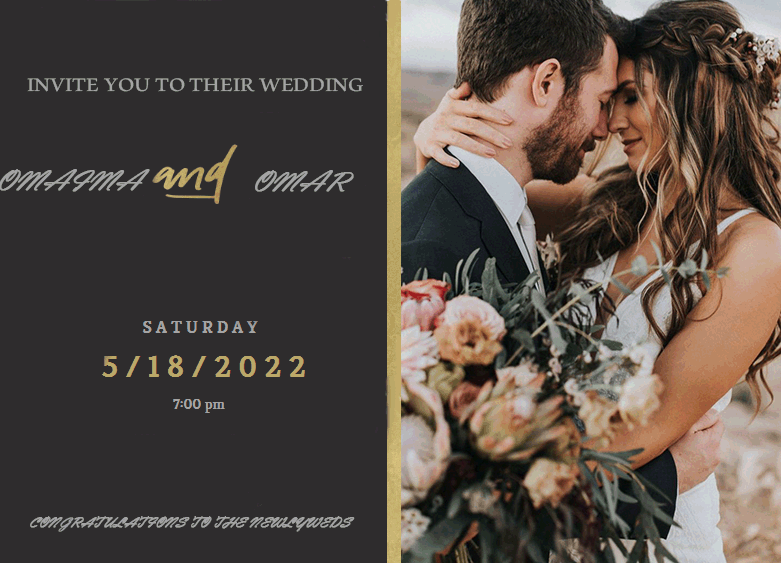 INVITE YOU TO THEIR WEDDING
OMAIMA and OMAR
SATURDAY
5/18/2022
7:00 pm
CONGRATULATIONS TO THE NEWLYWEDS